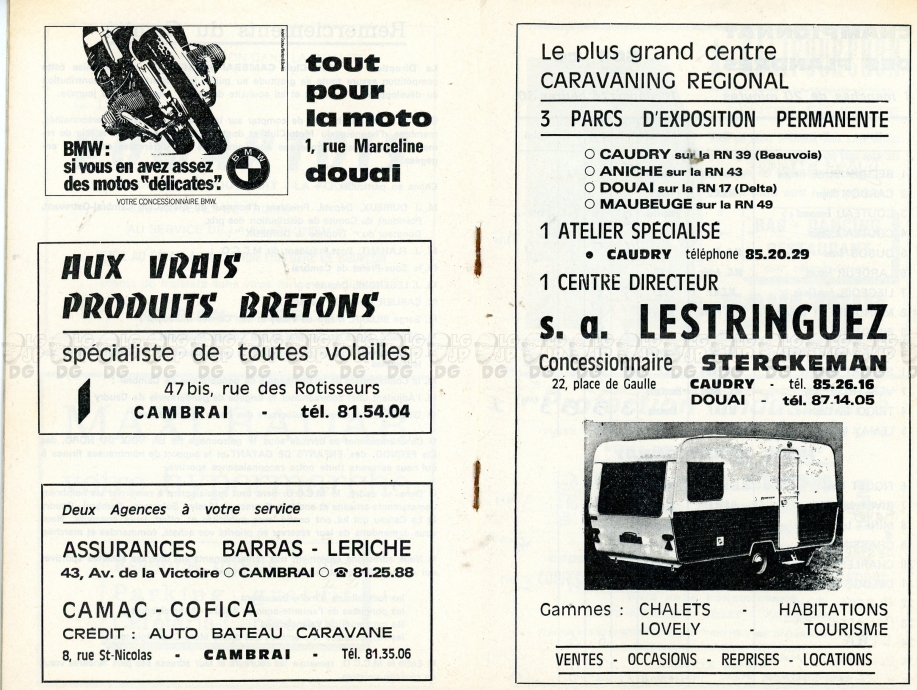 BMW:
si vous en avez assez
des motos "délicates".
BMW
VOTRE CONCESSIONNAIRE BMW.
tout
pour
la moto
1, rue Marceline
douai
AUX VRAIS
PRODUITS BRETONS
spécialiste de toutes volailles
47 bis, rue des Rotisseurs
CAMBRAI - tél. 81.54.04
Deux Agences à votre service
ASSURANCES BARRAS - LERICHE
43, Av. de la Victoire ○ CAMBRAI ○ ☎ 81.25.88
CAMAC - COFICA
CRÉDIT : AUTO BATEAU CARAVANE
8, rue St-Nicolas - CAMBRAI - Tél. 81.35.06
Le plus grand centre
CARAVANING RÉGIONAL
3 PARCS D'EXPOSITION PERMANENTE
○ CAUDRY sur la RN 39 (Beauvois)
○ ANICHE sur la RN 43
○ DOUAI sur la RN 17 (Delta)
○ MAUBEUGE sur la RN 49
1 ATELIER SPÉCIALISÉ
● CAUDRY téléphone 85.20.29
1 CENTRE DIRECTEUR
s. a. LESTRINGUEZ
Concessionnaire STERCKEMAN
22, place de Gaulle CAUDRY - tél. 85.26.16
DOUAI - tél. 87.14.05
Gammes : CHALETS - HABITATIONS
LOVELY - TOURISME
VENTES - OCCASIONS - REPRISES - LOCATIONS